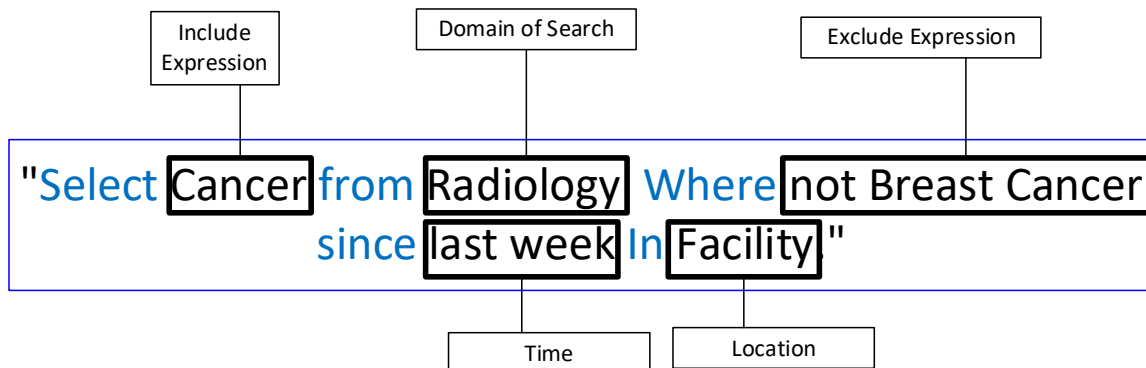 Include
Expression
Domain of Search
Exclude Expression
"Select Cancer from Radiology Where not Breast Cancer
since last week In Facility."
Time
Location